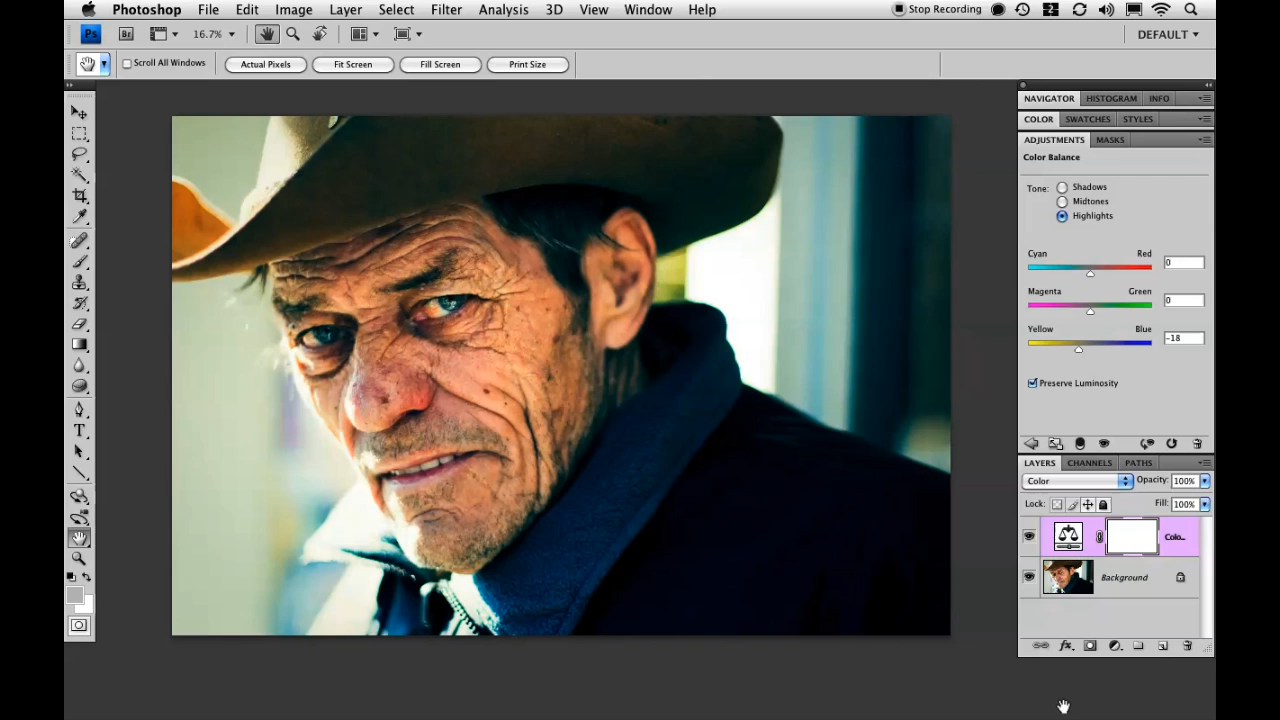 Photoshop File Edit Image Layer Select Filter Analysis 3D View Window Help Stop Recording 2
Ps Br 16.7% DEFAULT
Scroll All Windows Actual Pixels Fit Screen Fill Screen Print Size
NAVIGATOR HISTOGRAM INFO
COLOR SWATCHES STYLES
ADJUSTMENTS MASKS
Color Balance
Tone: Shadows
Midtones
Highlights
Cyan Red 0
Magenta Green 0
Yellow Blue -18
Preserve Luminosity
LAYERS CHANNELS PATHS
Color Opacity: 100%
Lock: Fill: 100%
Colo...
Background
T
fx